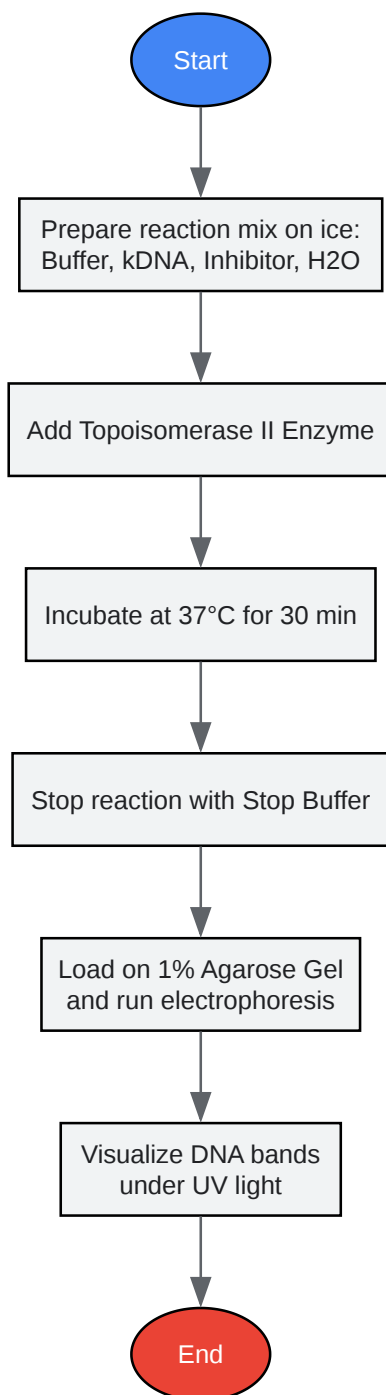 Start
Prepare reaction mix on ice:
Buffer, kDNA, Inhibitor, H2O
Add Topoisomerase II Enzyme
Incubate at 37°C for 30 min
Stop reaction with Stop Buffer
Load on 1% Agarose Gel
and run electrophoresis
Visualize DNA bands
under UV light
End